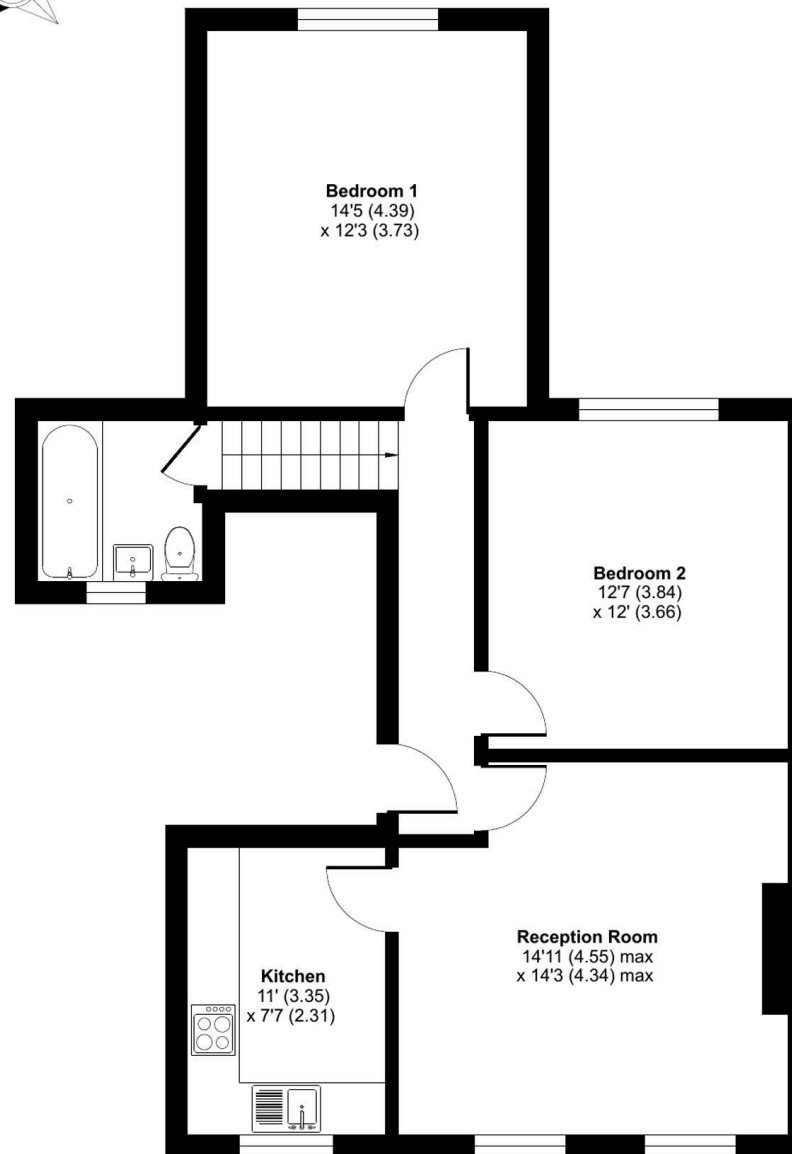 Bedroom 1
14'5 (4.39)
x 12'3 (3.73)
Bedroom 2
12'7 (3.84)
x 12' (3.66)
Reception Room
14'11 (4.55) max
x 14'3 (4.34) max
Kitchen
11' (3.35)
x 7'7 (2.31)